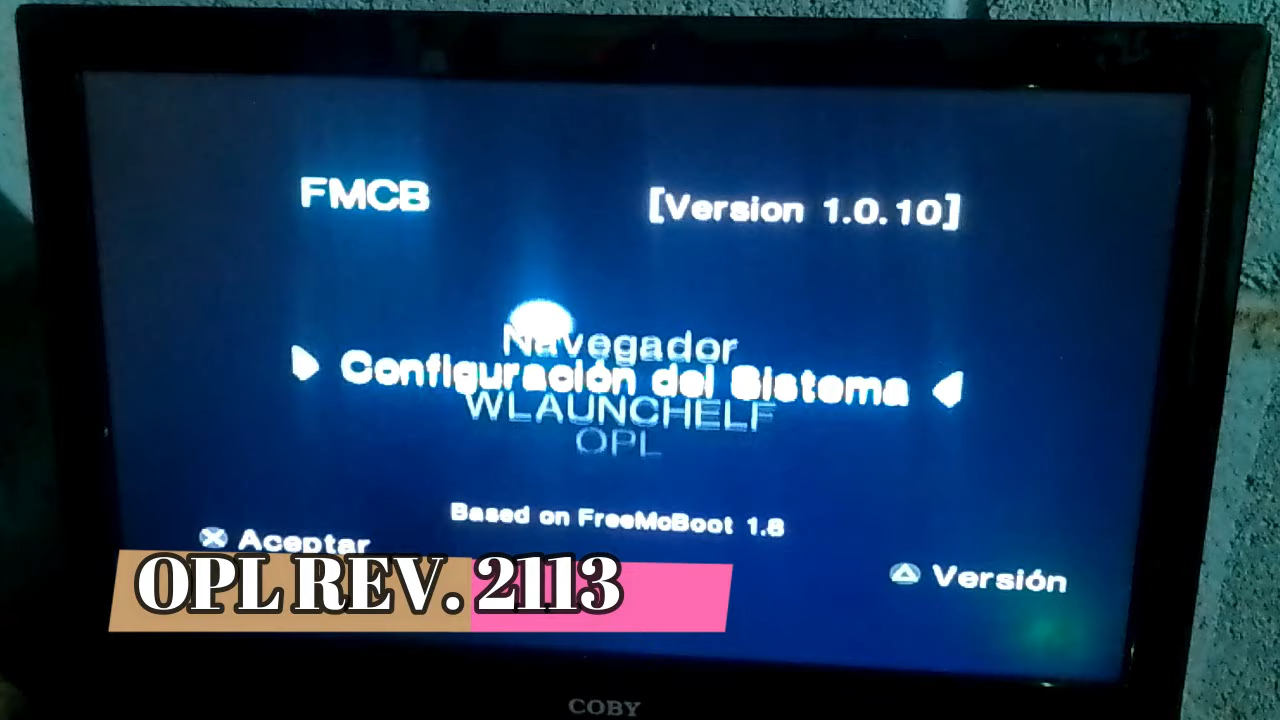 FMCB
[Version 1.0.10]
Navegador
Configuración del Sistema
WLAUNCHELF
OPL
Based on FreeMcBoot 1.8
Aceptar
Versión
OPL REV. 2113
COBY